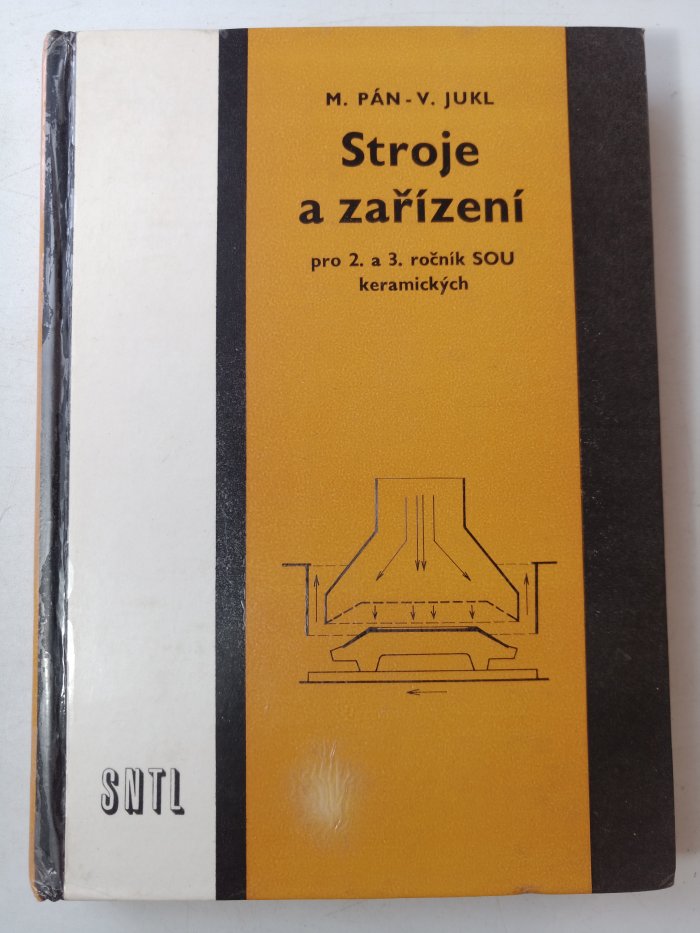 M. PÁN - V. JUKL
Stroje
a zařízení
pro 2. a 3. ročník SOU
keramických
SNTL